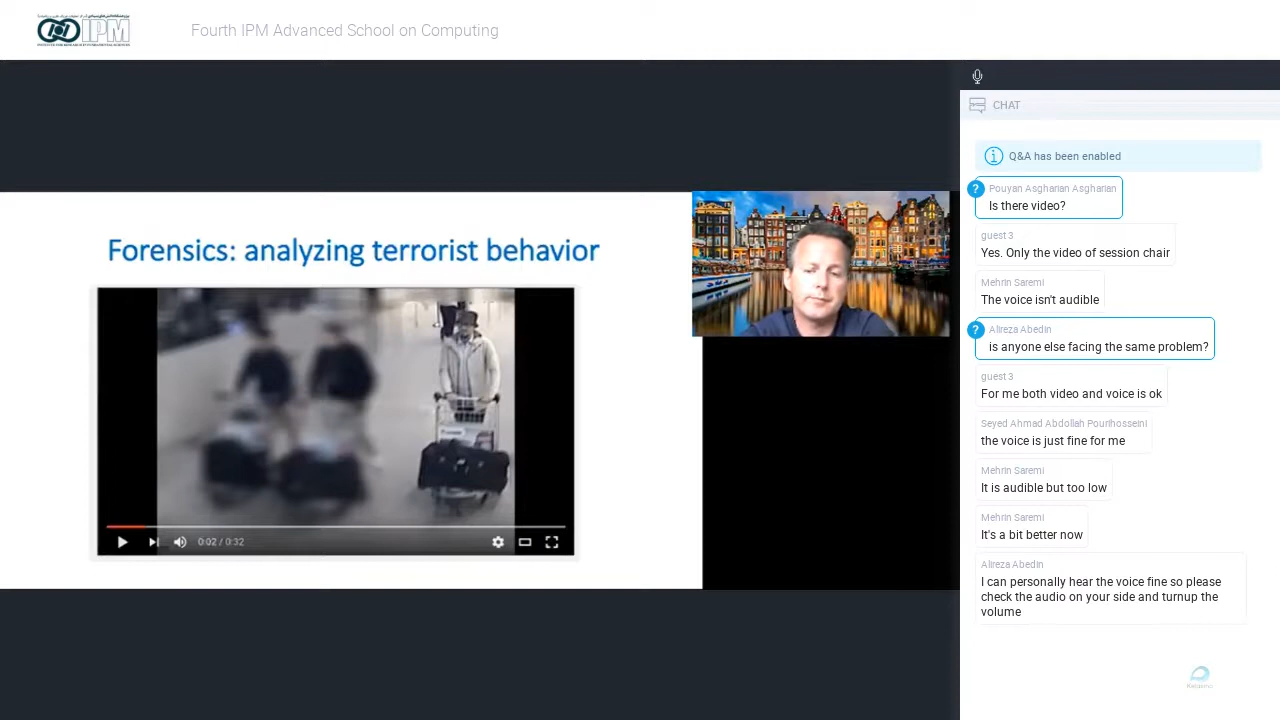 IPM
Fourth IPM Advanced School on Computing
CHAT
Q&A has been enabled
?
Pouyan Asgharian Asgharian
Is there video?
guest 3
Yes. Only the video of session chair
Mehrin Saremi
The voice isn't audible
?
Alireza Abedin
is anyone else facing the same problem?
guest 3
For me both video and voice is ok
Seyed Ahmad Abdollah Pourihosseini
the voice is just fine for me
Mehrin Saremi
It is audible but too low
Mehrin Saremi
It's a bit better now
Alireza Abedin
I can personally hear the voice fine so please
check the audio on your side and turnup the
volume
Forensics: analyzing terrorist behavior
0:02 / 0:32